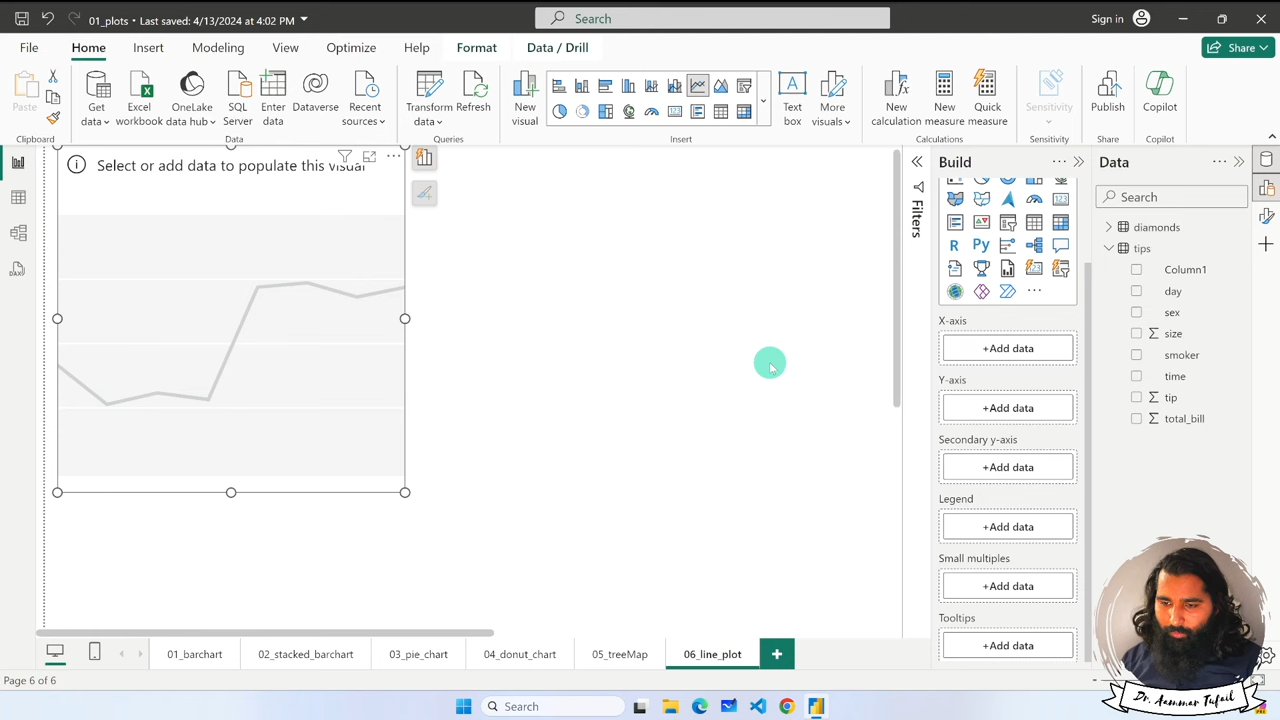 01_plots • Last saved: 4/13/2024 at 4:02 PM
Search
Sign in
File Home Insert Modeling View Optimize Help Format Data / Drill
Share
Paste
Get data
Excel workbook
OneLake data hub
SQL Server
Enter data
Dataverse
Recent sources
Transform data
Refresh
New visual
Text box
More visuals
New calculation
New measure
Quick measure
Sensitivity
Publish
Copilot
Clipboard
Data
Queries
Insert
Calculations
Sensitivity
Share
Copilot
Select or add data to populate this visual
Filters
Build
R Py
X-axis
+Add data
Y-axis
+Add data
Secondary y-axis
+Add data
Legend
+Add data
Small multiples
+Add data
Tooltips
+Add data
Data
Search
diamonds
tips
Column1
day
sex
size
smoker
time
tip
total_bill
01_barchart
02_stacked_barchart
03_pie_chart
04_donut_chart
05_treeMap
06_line_plot
Page 6 of 6
Search
Dr. Aammar Tufail